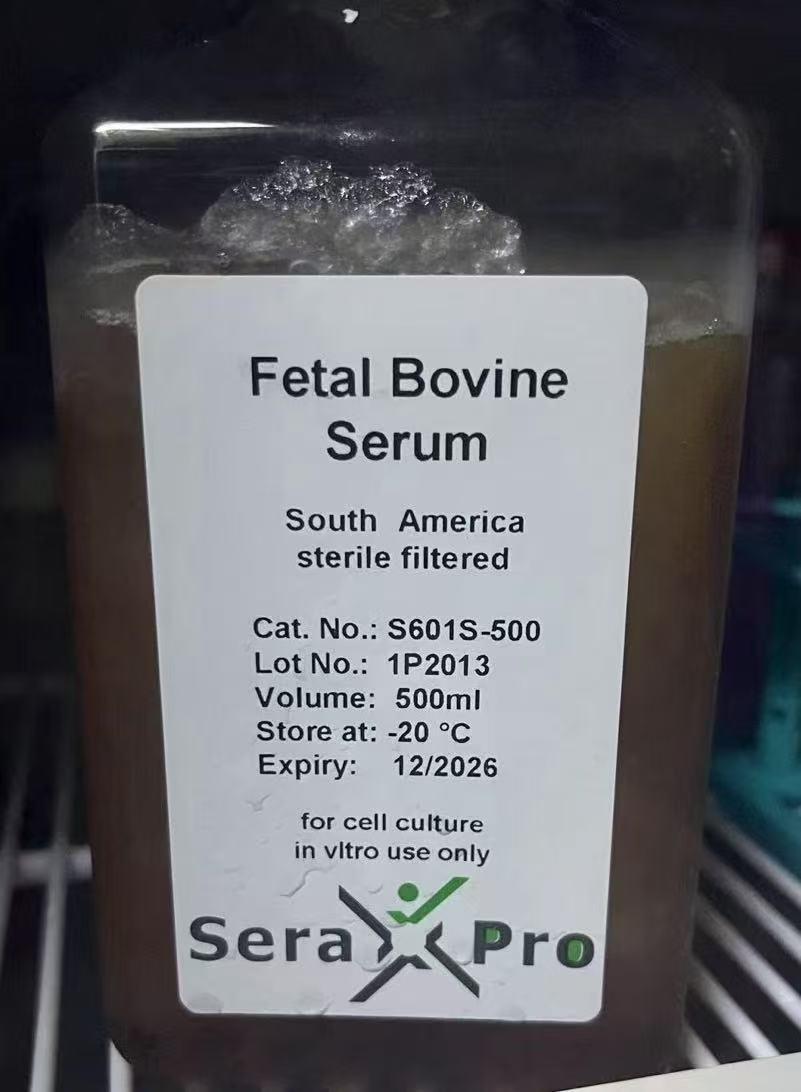 Fetal Bovine
Serum
South America
sterile filtered
Cat. No.: S601S-500
Lot No.: 1P2013
Volume: 500ml
Store at: -20 °C
Expiry: 12/2026
for cell culture
in vltro use only
Sera Pro